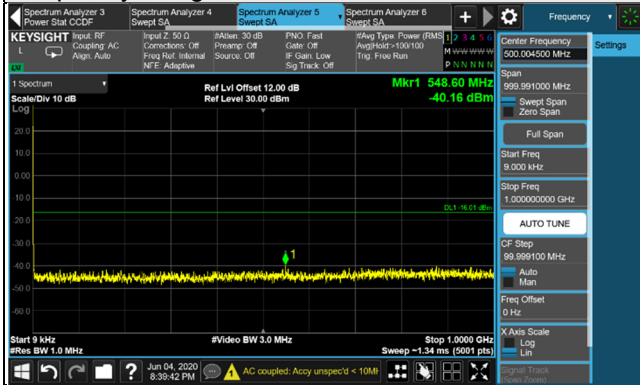 Spectrum Analyzer 3
Power Stat CCDF
Spectrum Analyzer 4
Swept SA
Spectrum Analyzer 5
Swept SA
Spectrum Analyzer 6
Swept SA
Frequency
KEYSIGHT
L
Input: RF
Coupling: AC
Align: Auto
Input Z: 50 Ω
Corrections: Off
Freq Ref: Internal
NFE: Adaptive
#Atten: 30 dB
Preamp: Off
Source: Off
PNO: Fast
Gate: Off
IF Gain: Low
Sig Track: Off
#Avg Type: Power (RMS
Avg|Hold:>100/100
Trig: Free Run
1 2 3 4 5 6
M W W W W W
P N N N N N
LXI
1 Spectrum
Scale/Div 10 dB
Log
Ref Lvl Offset 12.00 dB
Ref Level 30.00 dBm
Mkr1 548.60 MHz
-40.16 dBm
20.0
10.0
0.00
-10.0
-20.0
-30.0
-40.0
-50.0
-60.0
DL1 -16.01 dBm
1
Start 9 kHz
#Res BW 1.0 MHz
#Video BW 3.0 MHz
Stop 1.0000 GHz
Sweep ~1.34 ms (5001 pts)
Jun 04, 2020
8:39:42 PM
AC coupled: Accy unspec'd < 10MH
Settings
Center Frequency
500.004500 MHz
Span
999.991000 MHz
Swept Span
Zero Span
Full Span
Start Freq
9.000 kHz
Stop Freq
1.000000000 GHz
AUTO TUNE
CF Step
99.999100 MHz
Auto
Man
Freq Offset
0 Hz
X Axis Scale
Log
Lin
Signal Track
(Span Zoom)